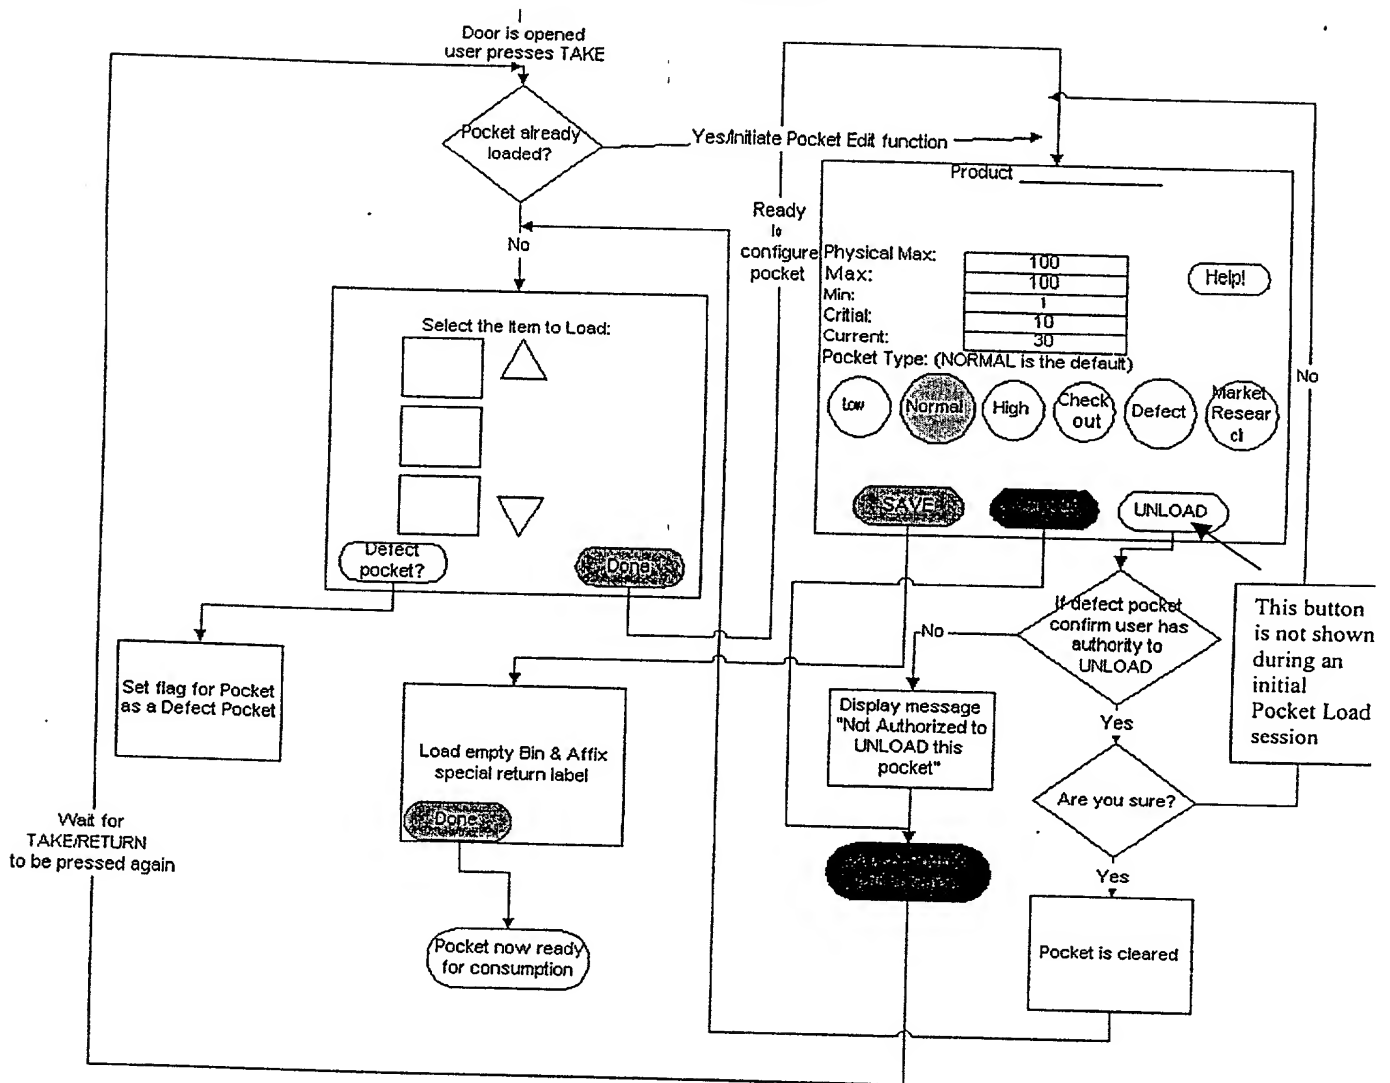 Door is opened
user presses TAKE
Pocket already
loaded?
Yes/Initiate Pocket Edit function
No
Ready
to
configure
pocket
Product
Physical Max:
100
Max:
100
Min:
1
Critial:
10
Current:
30
Help!
Pocket Type: (NORMAL is the default)
Low
Normal
High
Check
out
Defect
Market
Resear
ch
SAVE
UNLOAD
No
Select the Item to Load:
Defect
pocket?
Done
Set flag for Pocket
as a Defect Pocket
Load empty Bin & Affix
special return label
Done
Pocket now ready
for consumption
If defect pocket
confirm user has
authority to
UNLOAD
No
Yes
Display message
"Not Authorized to
UNLOAD this
pocket"
Are you sure?
Yes
Pocket is cleared
This button
is not shown
during an
initial
Pocket Load
session
Wait for
TAKE/RETURN
to be pressed again